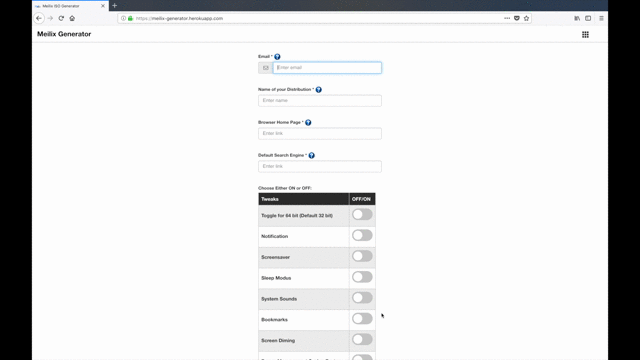 Meilix ISO Generator
https://meilix-generator.herokuapp.com
Meilix Generator
Email * ?
Enter email
Name of your Distribution * ?
Enter name
Browser Home Page * ?
Enter link
Default Search Engine * ?
Enter link
Choose Either ON or OFF:
Tweaks OFF/ON
Toggle for 64 bit (Default 32 bit)
Notification
Screensaver
Sleep Modus
System Sounds
Bookmarks
Screen Diming